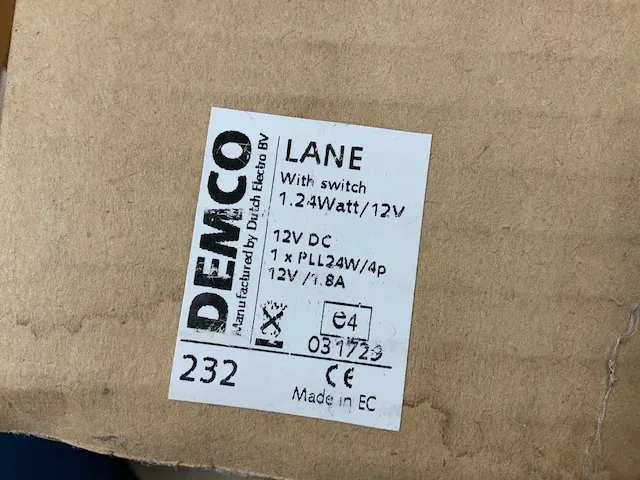 DEMCO
Manufactured by Dutch Electro BV
LANE
With switch
1.24Watt/12V
12V DC
1 x PLL24W/4p
12V /1.8A
e4
031729
232
CE
Made in EC